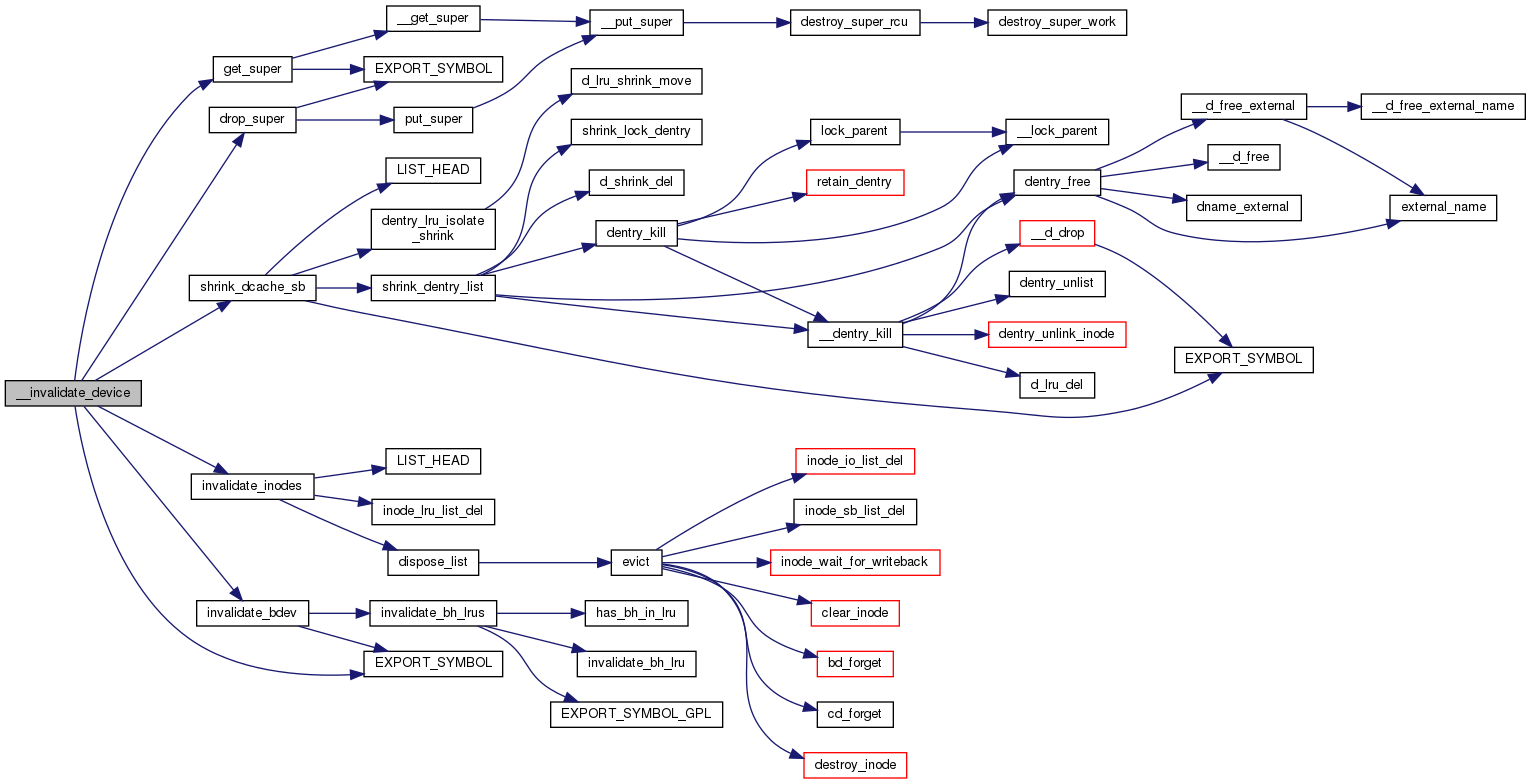 __get_super
__put_super
destroy_super_rcu
destroy_super_work
get_super
EXPORT_SYMBOL
d_lru_shrink_move
drop_super
put_super
__d_free_external
__d_free_external_name
shrink_lock_dentry
lock_parent
__lock_parent
LIST_HEAD
__d_free
d_shrink_del
retain_dentry
dentry_free
dentry_lru_isolate
_shrink
dname_external
external_name
dentry_kill
__d_drop
shrink_dcache_sb
shrink_dentry_list
dentry_unlist
__dentry_kill
dentry_unlink_inode
EXPORT_SYMBOL
d_lru_del
__invalidate_device
LIST_HEAD
inode_io_list_del
invalidate_inodes
inode_lru_list_del
inode_sb_list_del
dispose_list
evict
inode_wait_for_writeback
invalidate_bdev
invalidate_bh_lrus
has_bh_in_lru
clear_inode
EXPORT_SYMBOL
invalidate_bh_lru
bd_forget
EXPORT_SYMBOL_GPL
cd_forget
destroy_inode